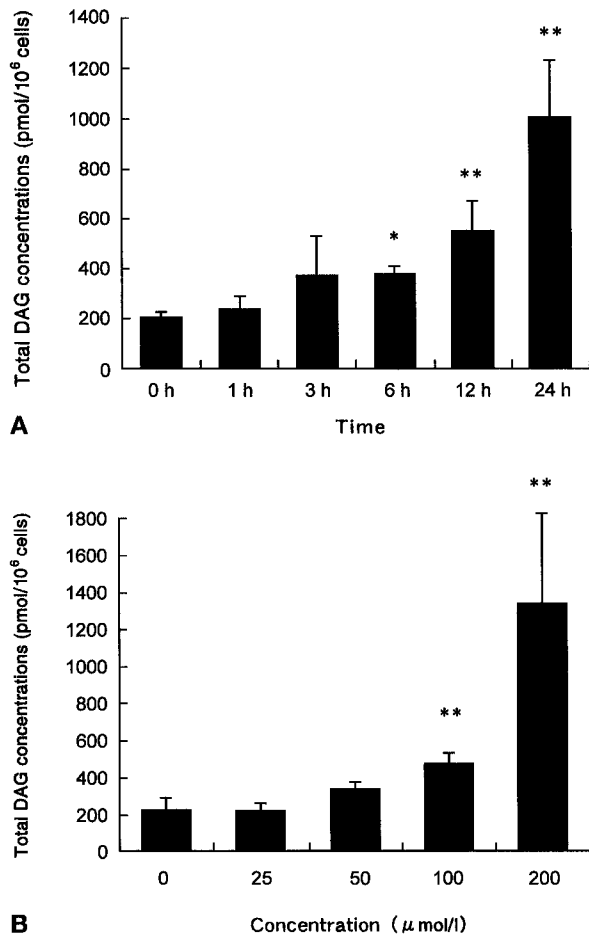 Total DAG concentrations (pmol/10⁶ cells)
1400
1200
1000
800
600
400
200
0
*
**
**
0 h 1 h 3 h 6 h 12 h 24 h
Time
A
Total DAG concentrations (pmol/10⁶ cells)
1800
1600
1400
1200
1000
800
600
400
200
0
**
**
0 25 50 100 200
Concentration (μmol/l)
B